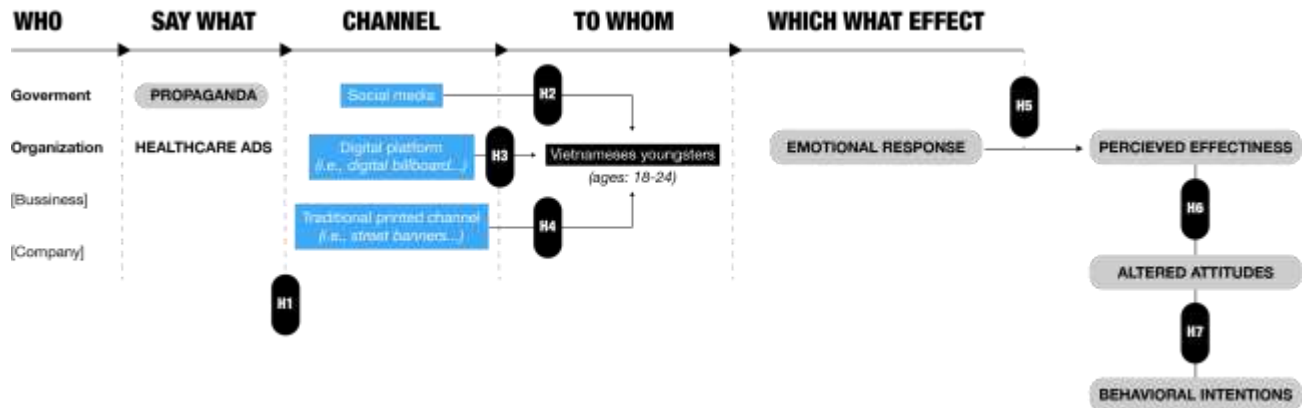 WHO
SAY WHAT
CHANNEL
TO WHOM
WHICH WHAT EFFECT
Goverment
PROPAGANDA
Social media
H2
H5
Organization
HEALTHCARE ADS
Digital platform
(i.e., digital billboard...)
H3
Vietnameses youngsters
(ages: 18-24)
EMOTIONAL RESPONSE
PERCIEVED EFFECTINESS
[Bussiness]
Traditional printed channel
(i.e., street banners...)
H4
H6
[Company]
ALTERED ATTITUDES
H1
H7
BEHAVIORAL INTENTIONS